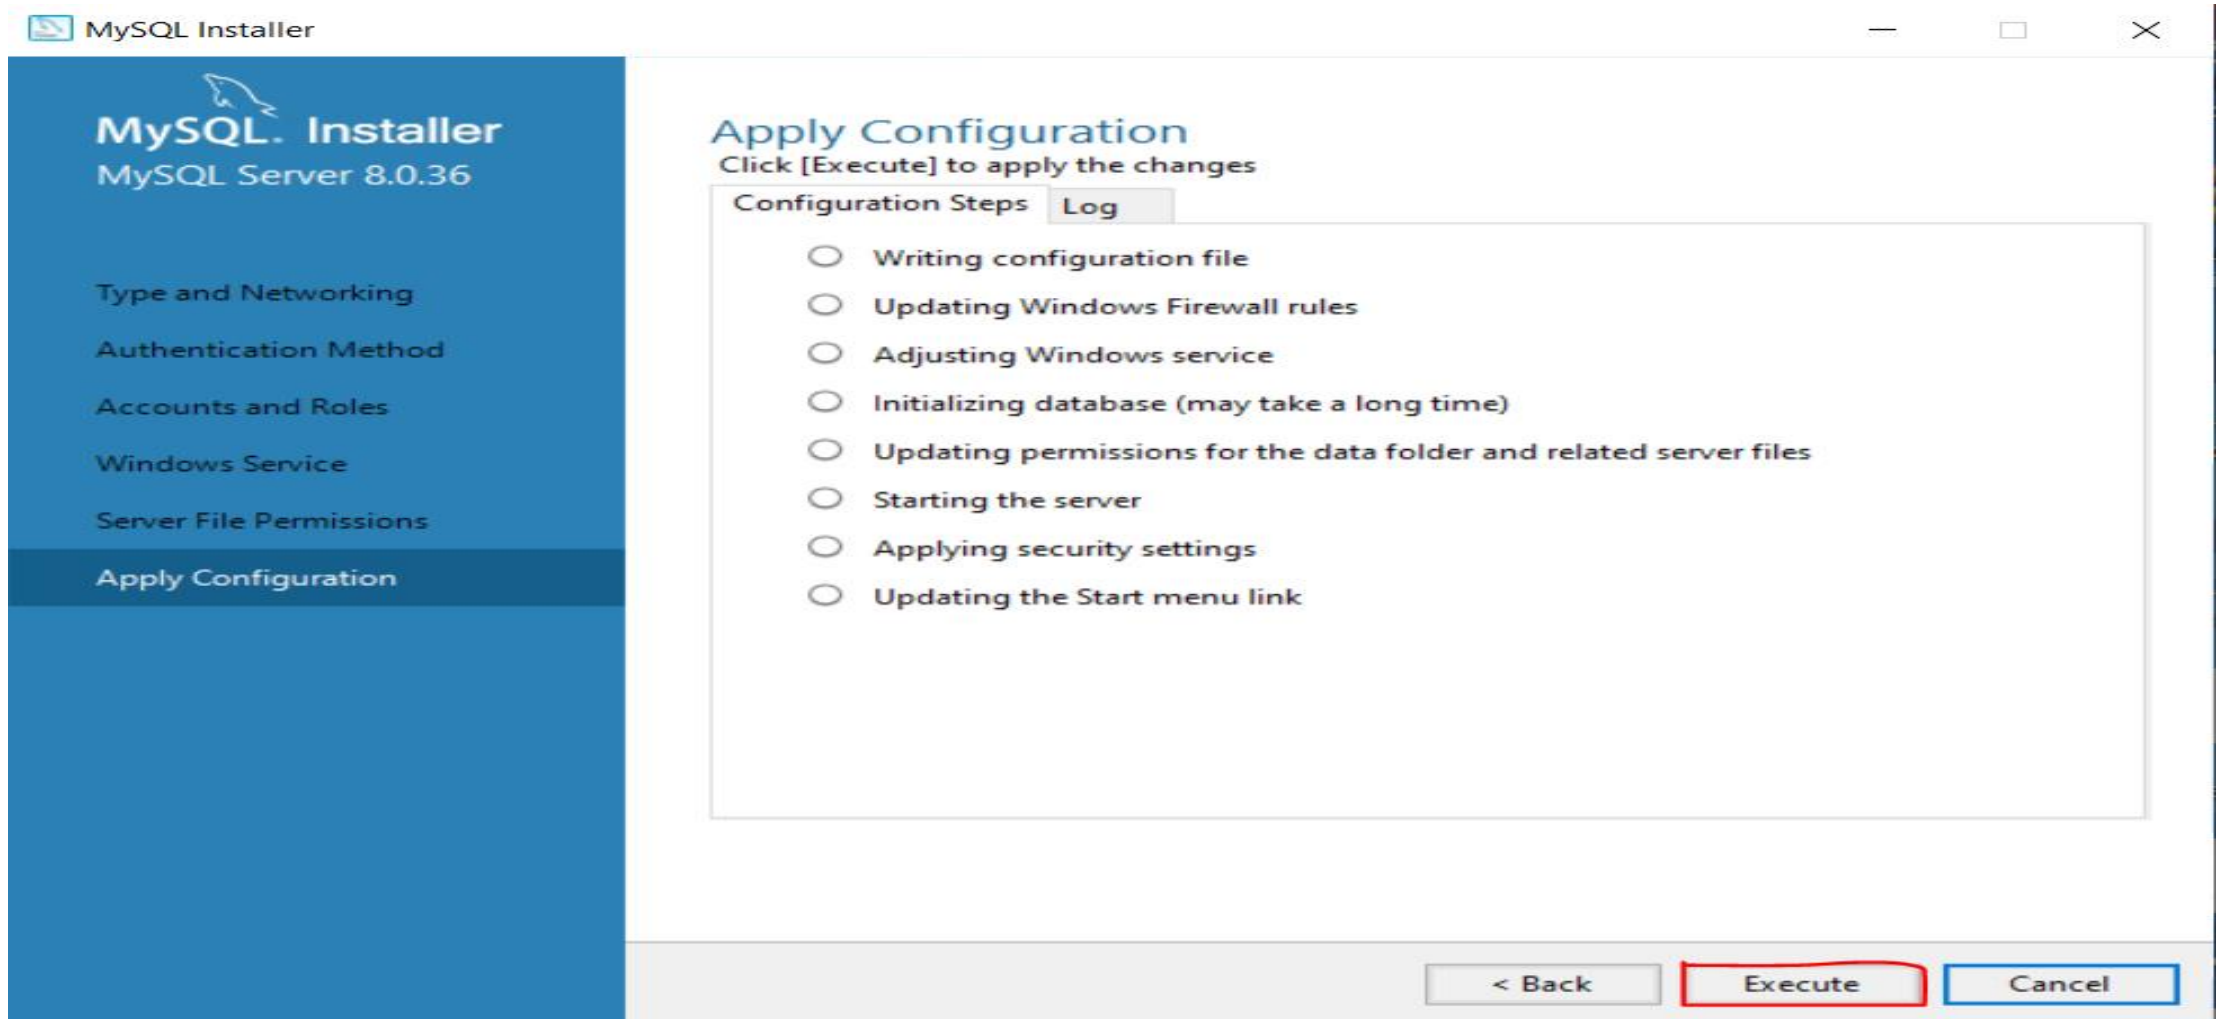 MySQL Installer
MySQL. Installer
MySQL Server 8.0.36
Type and Networking
Authentication Method
Accounts and Roles
Windows Service
Server File Permissions
Apply Configuration
Apply Configuration
Click [Execute] to apply the changes
Configuration Steps
Log
Writing configuration file
Updating Windows Firewall rules
Adjusting Windows service
Initializing database (may take a long time)
Updating permissions for the data folder and related server files
Starting the server
Applying security settings
Updating the Start menu link
< Back
Execute
Cancel